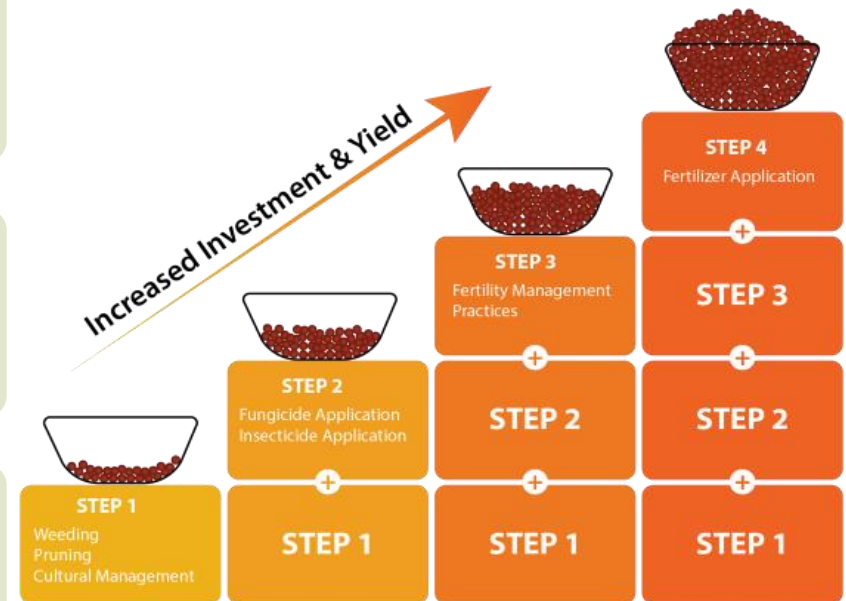 Increased Investment & Yield
STEP 1
Weeding
Pruning
Cultural Management
STEP 2
Fungicide Application
Insecticide Application
+
STEP 1
STEP 3
Fertility Management
Practices
+
STEP 2
+
STEP 1
STEP 4
Fertilizer Application
+
STEP 3
+
STEP 2
+
STEP 1